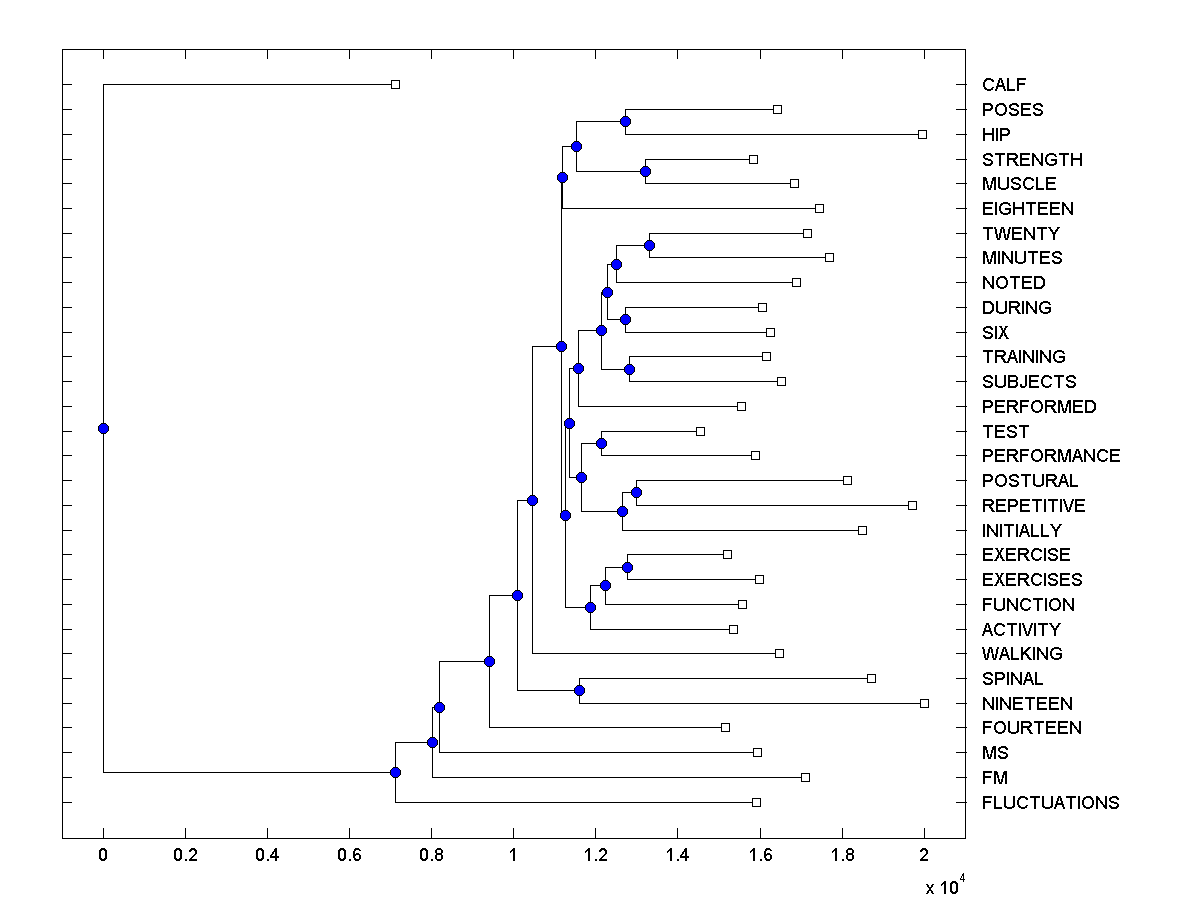 CALF
POSES
HIP
STRENGTH
MUSCLE
EIGHTEEN
TWENTY
MINUTES
NOTED
DURING
SIX
TRAINING
SUBJECTS
PERFORMED
TEST
PERFORMANCE
POSTURAL
REPETITIVE
INITIALLY
EXERCISE
EXERCISES
FUNCTION
ACTIVITY
WALKING
SPINAL
NINETEEN
FOURTEEN
MS
FM
FLUCTUATIONS
0 0.2 0.4 0.6 0.8 1 1.2 1.4 1.6 1.8 2
x 10^4